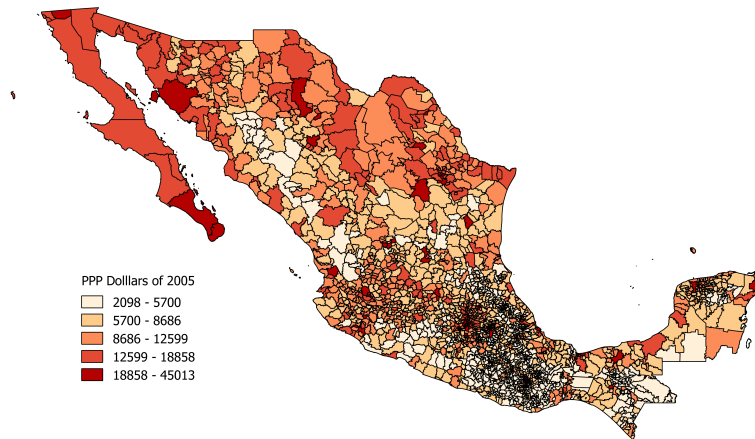 PPP Dolllars of 2005
2098 - 5700
5700 - 8686
8686 - 12599
12599 - 18858
18858 - 45013